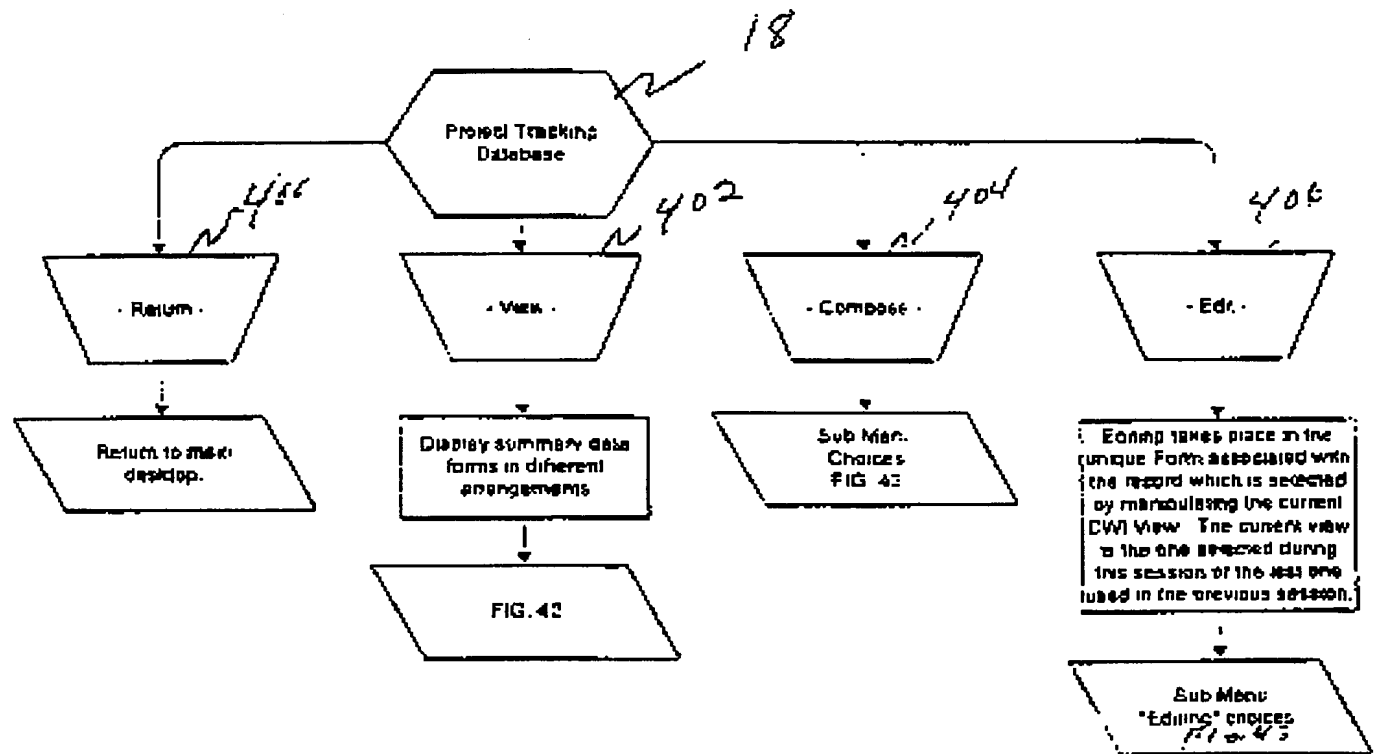 18
Project Tracking
Database
402
404
406
- Return -
- View -
- Compose -
- Edit -
Return to main
desktop.
Display summary data
forms in different
arrangements
FIG. 42
Sub Menu
Choices
FIG. 43
Editing takes place in the
unique Form associated with
the record which is selected
by manipulating the current
DWI View. The current view
is the one selected during
this session or the last one
used in the previous session.
Sub Menu
"Editing" choices